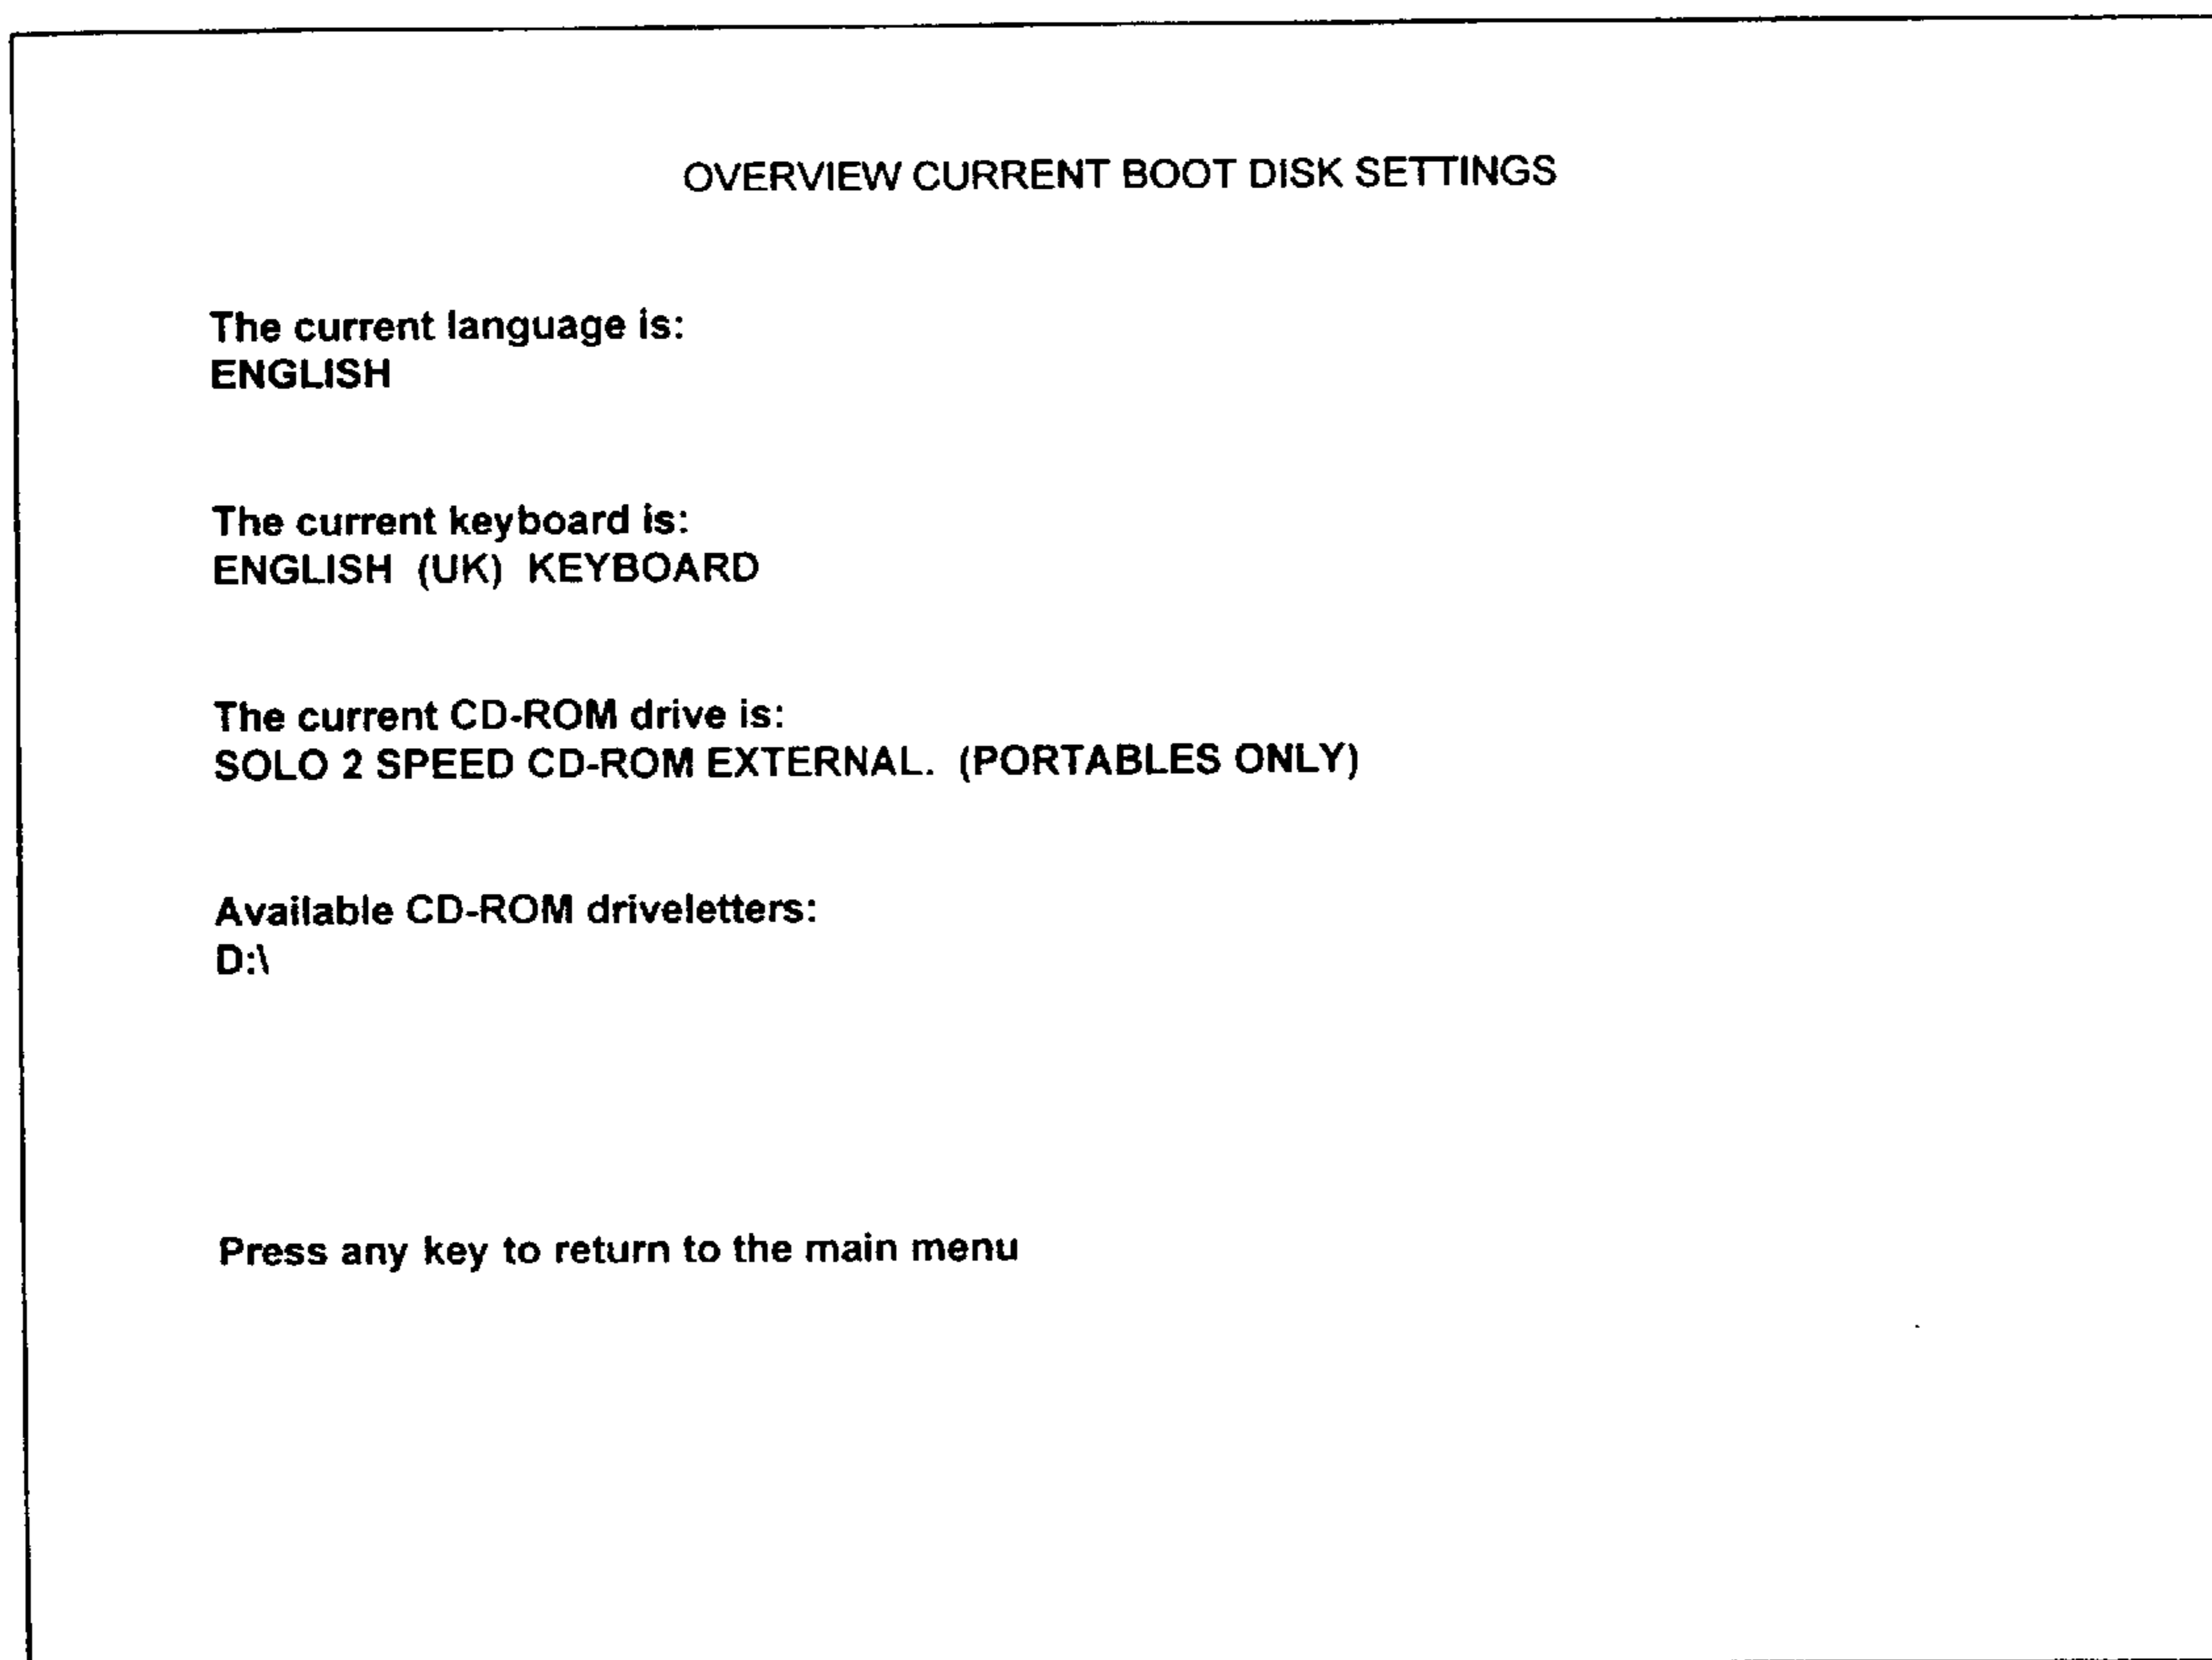 OVERVIEW CURRENT BOOT DISK SETTINGS
The current language is:
ENGLISH
The current keyboard is:
ENGLISH (UK) KEYBOARD
The current CD-ROM drive is:
SOLO 2 SPEED CD-ROM EXTERNAL. (PORTABLES ONLY)
Available CD-ROM driveletters:
D:\
Press any key to return to the main menu